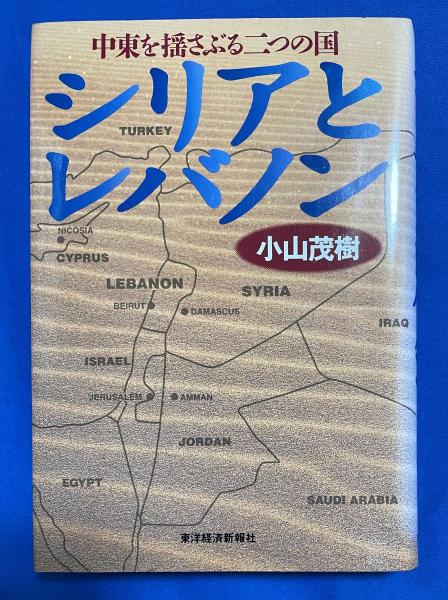 中東を揺さぶる二つの国
シリアと
レバノン
小山茂樹
TURKEY
NICOSIA
CYPRUS
LEBANON
SYRIA
BEIRUT
DAMASCUS
IRAQ
ISRAEL
JERUSALEM
AMMAN
JORDAN
EGYPT
SAUDI ARABIA
東洋経済新報社